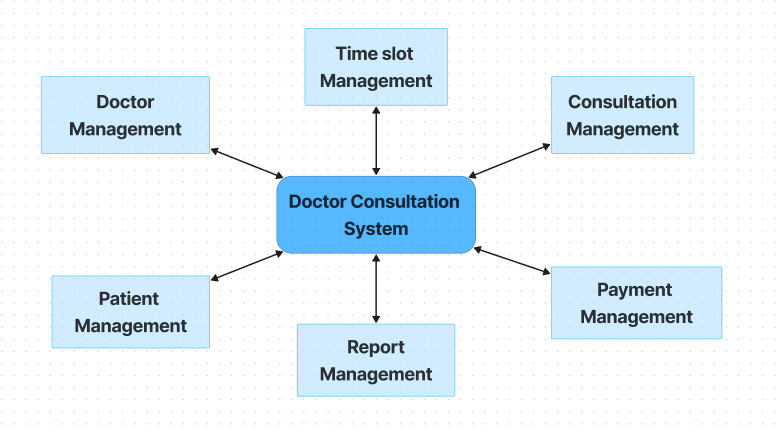 Time slot
Management
Doctor
Management
Consultation
Management
Doctor Consultation
System
Patient
Management
Payment
Management
Report
Management